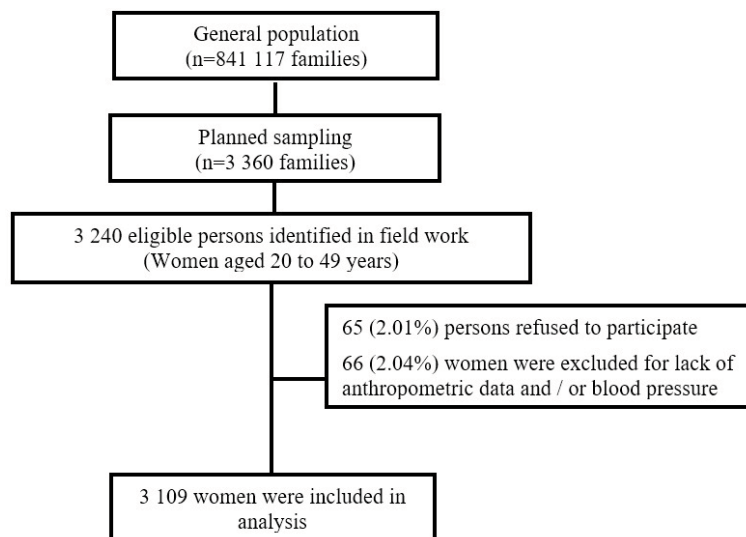 General population
(n=841 117 families)
Planned sampling
(n=3 360 families)
3 240 eligible persons identified in field work
(Women aged 20 to 49 years)
65 (2.01%) persons refused to participate
66 (2.04%) women were excluded for lack of
anthropometric data and / or blood pressure
3 109 women were included in
analysis